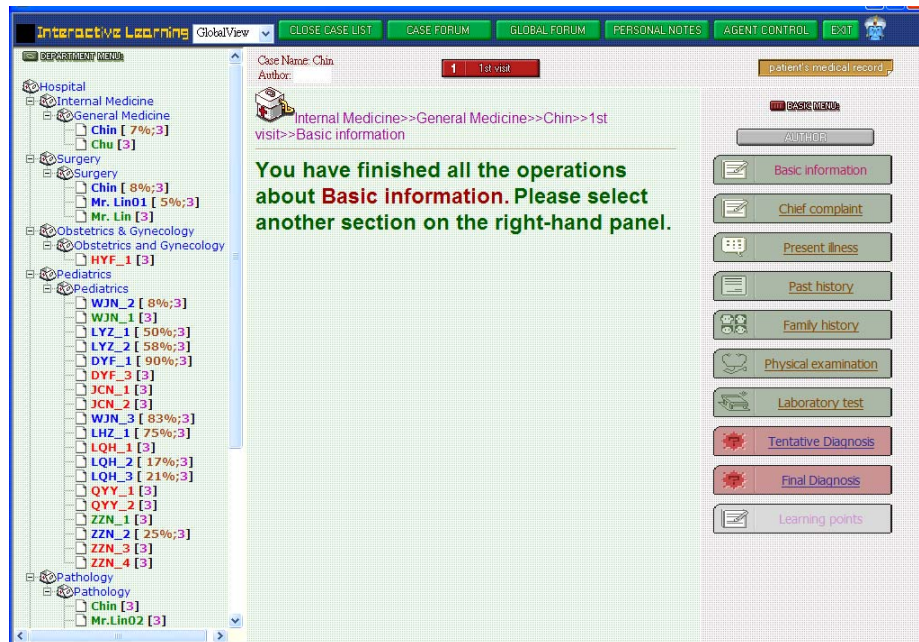 Interactive Learning
GlobalView
CLOSE CASE LIST
CASE FORUM
GLOBAL FORUM
PERSONAL NOTES
AGENT CONTROL
EXIT
DEPARTMENT MENU:
Hospital
Internal Medicine
General Medicine
Chin [ 7%;3]
Chu [3]
Surgery
Surgery
Chin [ 8%;3]
Mr. Lin01 [ 5%;3]
Mr. Lin [3]
Obstetrics & Gynecology
Obstetrics and Gynecology
HYF_1 [3]
Pediatrics
Pediatrics
WJN_2 [ 8%;3]
WJN_1 [3]
LYZ_1 [ 50%;3]
LYZ_2 [ 58%;3]
DYF_1 [ 90%;3]
DYF_3 [3]
JCN_1 [3]
JCN_2 [3]
WJN_3 [ 83%;3]
LHZ_1 [ 75%;3]
LQH_1 [3]
LQH_2 [ 17%;3]
LQH_3 [ 21%;3]
QYY_1 [3]
QYY_2 [3]
ZZN_1 [3]
ZZN_2 [ 25%;3]
ZZN_3 [3]
ZZN_4 [3]
Pathology
Pathology
Chin [3]
Mr.Lin02 [3]
Case Name: Chin
Author:
1 1st visit
patient's medical record
Internal Medicine>>General Medicine>>Chin>>1st
visit>>Basic information
You have finished all the operations
about Basic information. Please select
another section on the right-hand panel.
BASIC MENU:
AUTHOR
Basic information
Chief complaint
Present illness
Past history
Family history
Physical examination
Laboratory test
Tentative Diagnosis
Final Diagnosis
Learning points